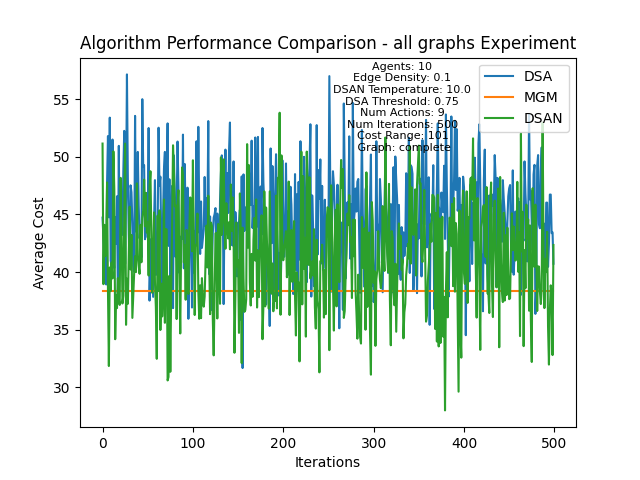 Algorithm Performance Comparison - all graphs Experiment
Agents: 10
Edge Density: 0.1
DSAN Temperature: 10.0
DSA Threshold: 0.75
Num Actions: 9
Num Iterations: 500
Cost Range: 101
Graph: complete
DSA
MGM
DSAN
Average Cost
55
50
45
40
35
30
0
100
200
300
400
500
Iterations